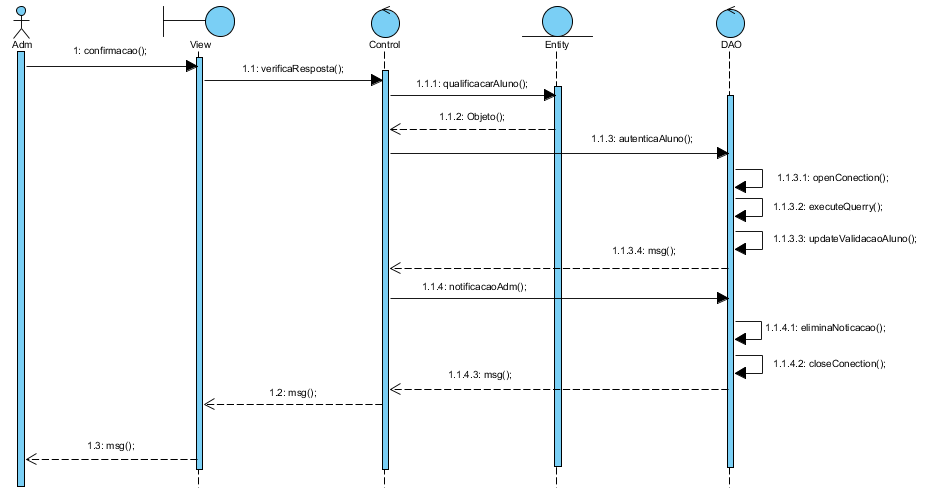 Adm
View
Control
Entity
DAO
1: confirmacao();
1.1: verificaResposta();
1.1.1: qualificacarAluno();
1.1.2: Objeto();
1.1.3: autenticaAluno();
1.1.3.1: openConection();
1.1.3.2: executeQuerry();
1.1.3.3: updateValidacaoAluno();
1.1.3.4: msg();
1.1.4: notificacaoAdm();
1.1.4.1: eliminaNoticacao();
1.1.4.2: closeConection();
1.1.4.3: msg();
1.2: msg();
1.3: msg();